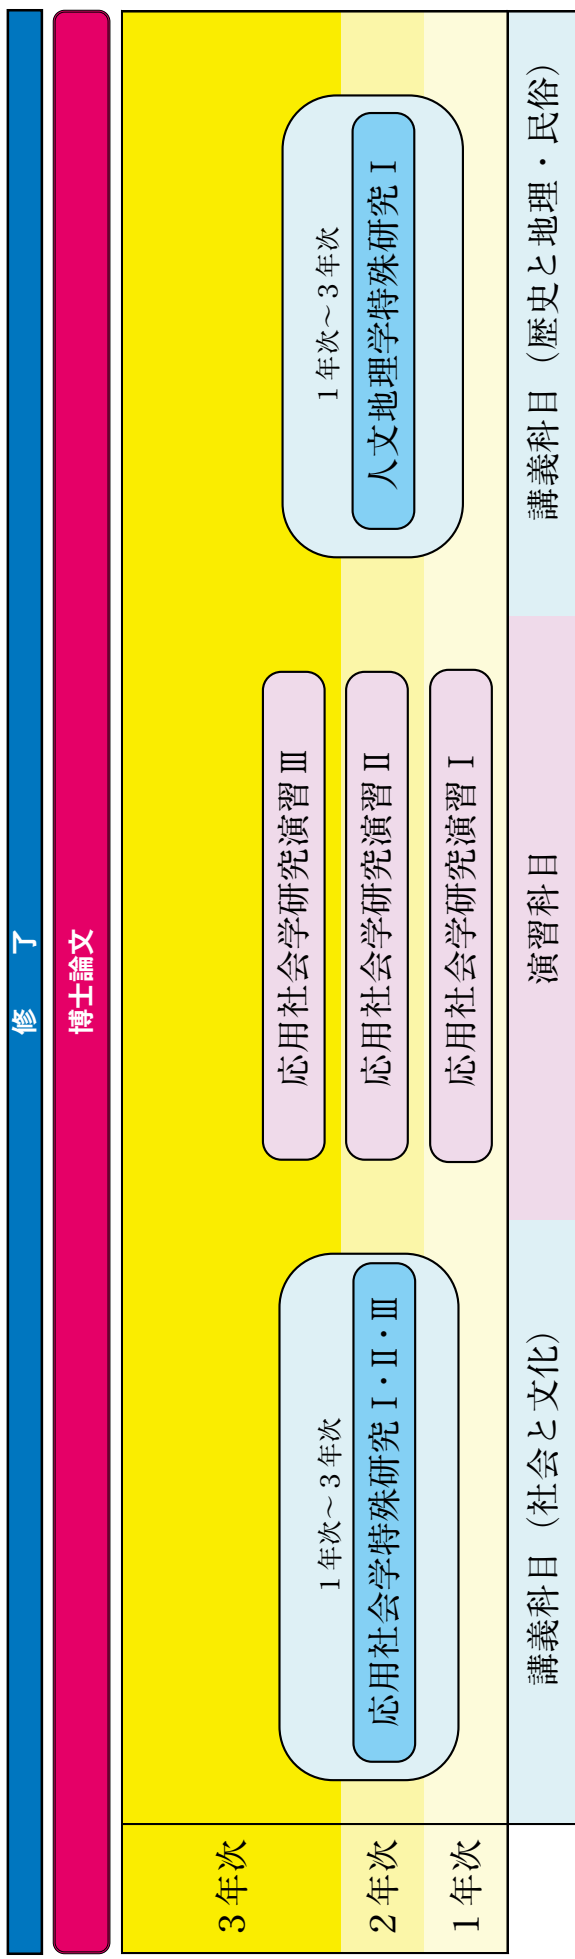 修　了
博士論文
3年次
2年次
1年次
1年次～3年次
応用社会学特殊研究Ⅰ・Ⅱ・Ⅲ
応用社会学研究演習Ⅲ
応用社会学研究演習Ⅱ
応用社会学研究演習Ⅰ
1年次～3年次
人文地理学特殊研究Ⅰ
講義科目（社会と文化）
演習科目
講義科目（歴史と地理・民俗）